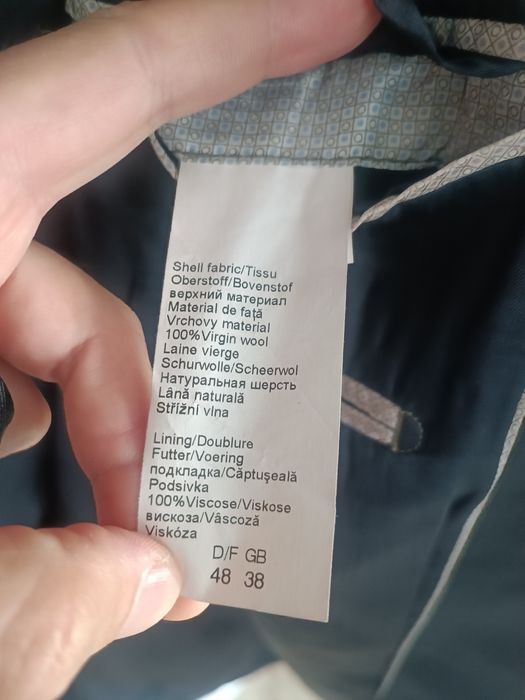 Shell fabric/Tissu
Oberstoff/Bovenstof
верхний материал
Material de faţă
Vrchovy material
100%Virgin wool
Laine vierge
Schurwolle/Scheerwol
Натуральная шерсть
Lână naturală
Střižní vlna
Lining/Doublure
Futter/Voering
подкладка/Căptuşeală
Podsivka
100%Viscose/Viskose
вискоза/Vâscoză
Viskóza
D/F GB
48 38